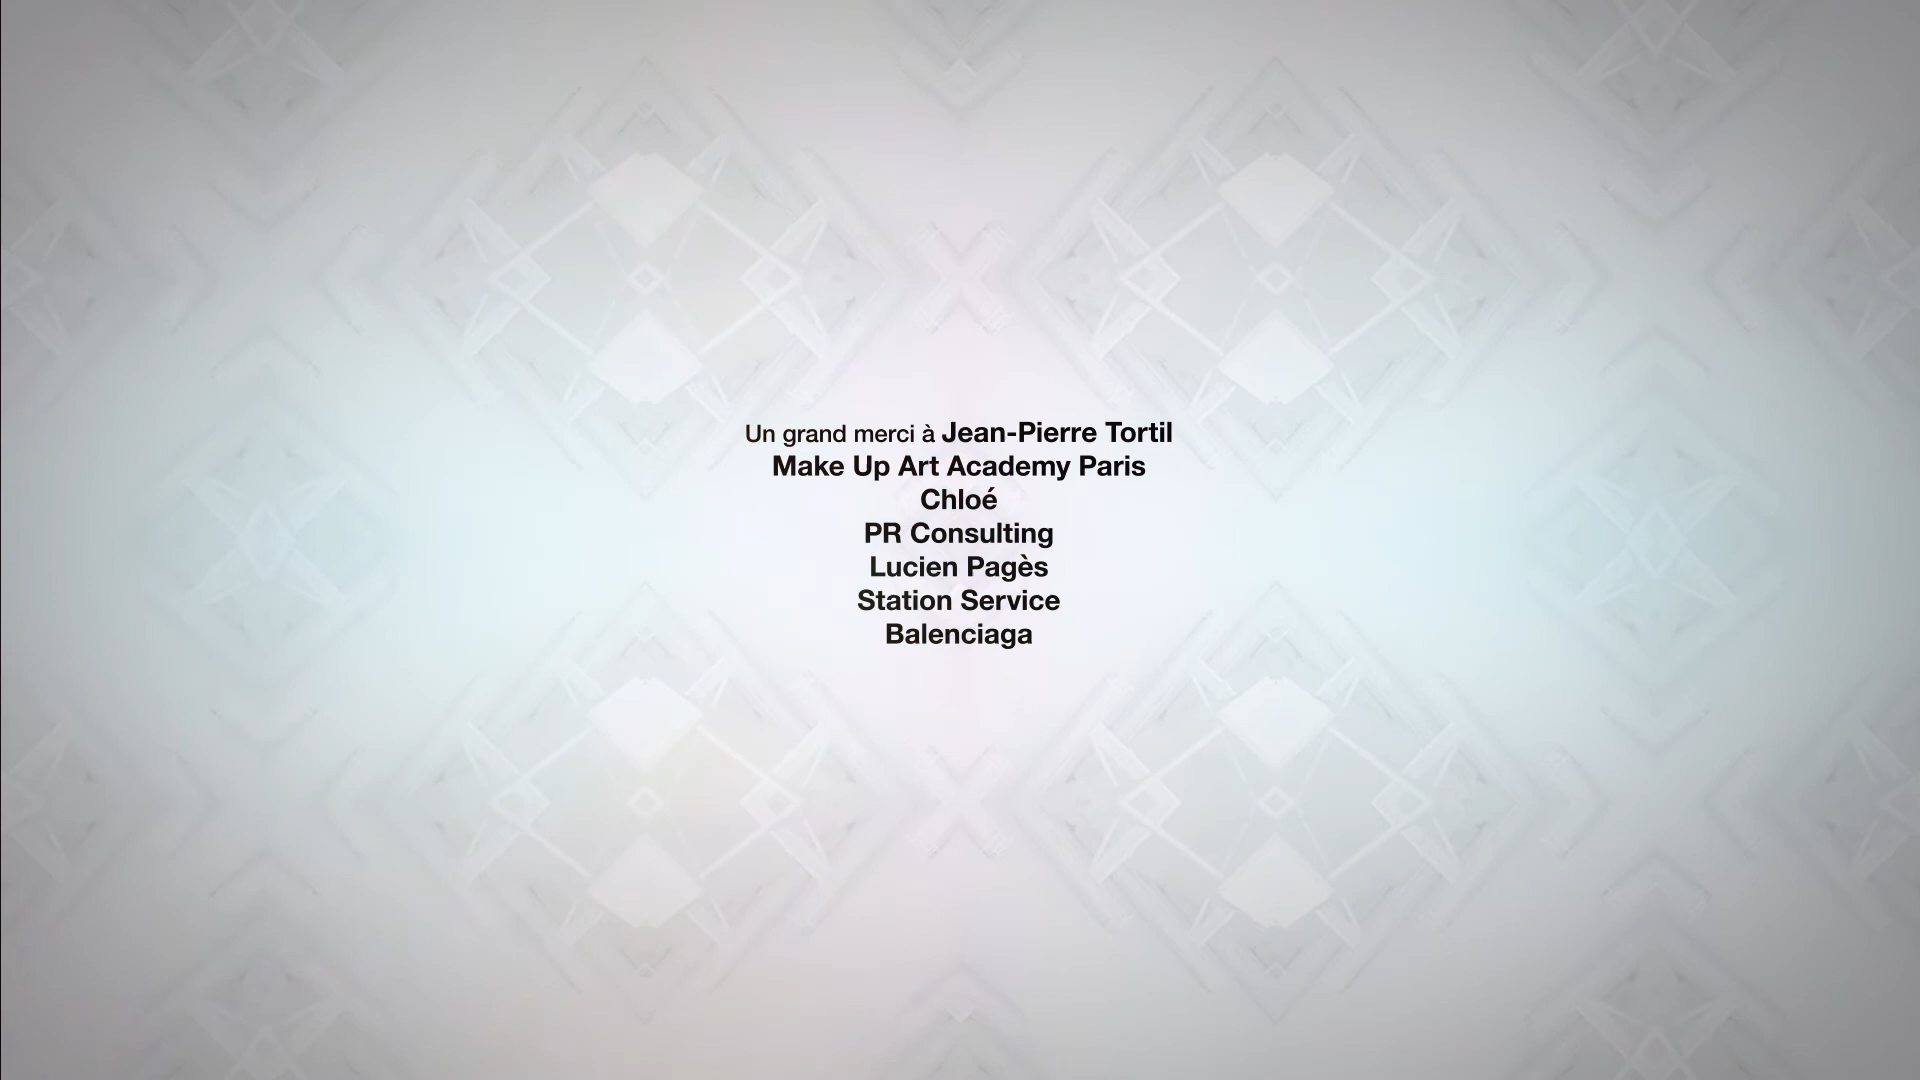 Un grand merci à Jean-Pierre Tortil
Make Up Art Academy Paris
Chloé
PR Consulting
Lucien Pagès
Station Service
Balenciaga